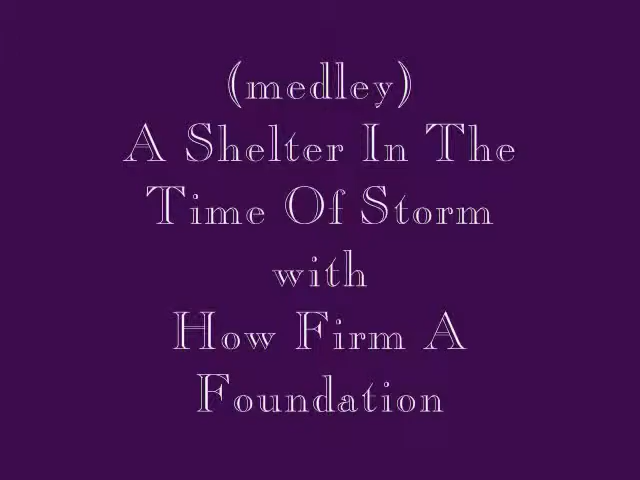 (medley)
A Shelter In The
Time Of Storm
with
How Firm A
Foundation